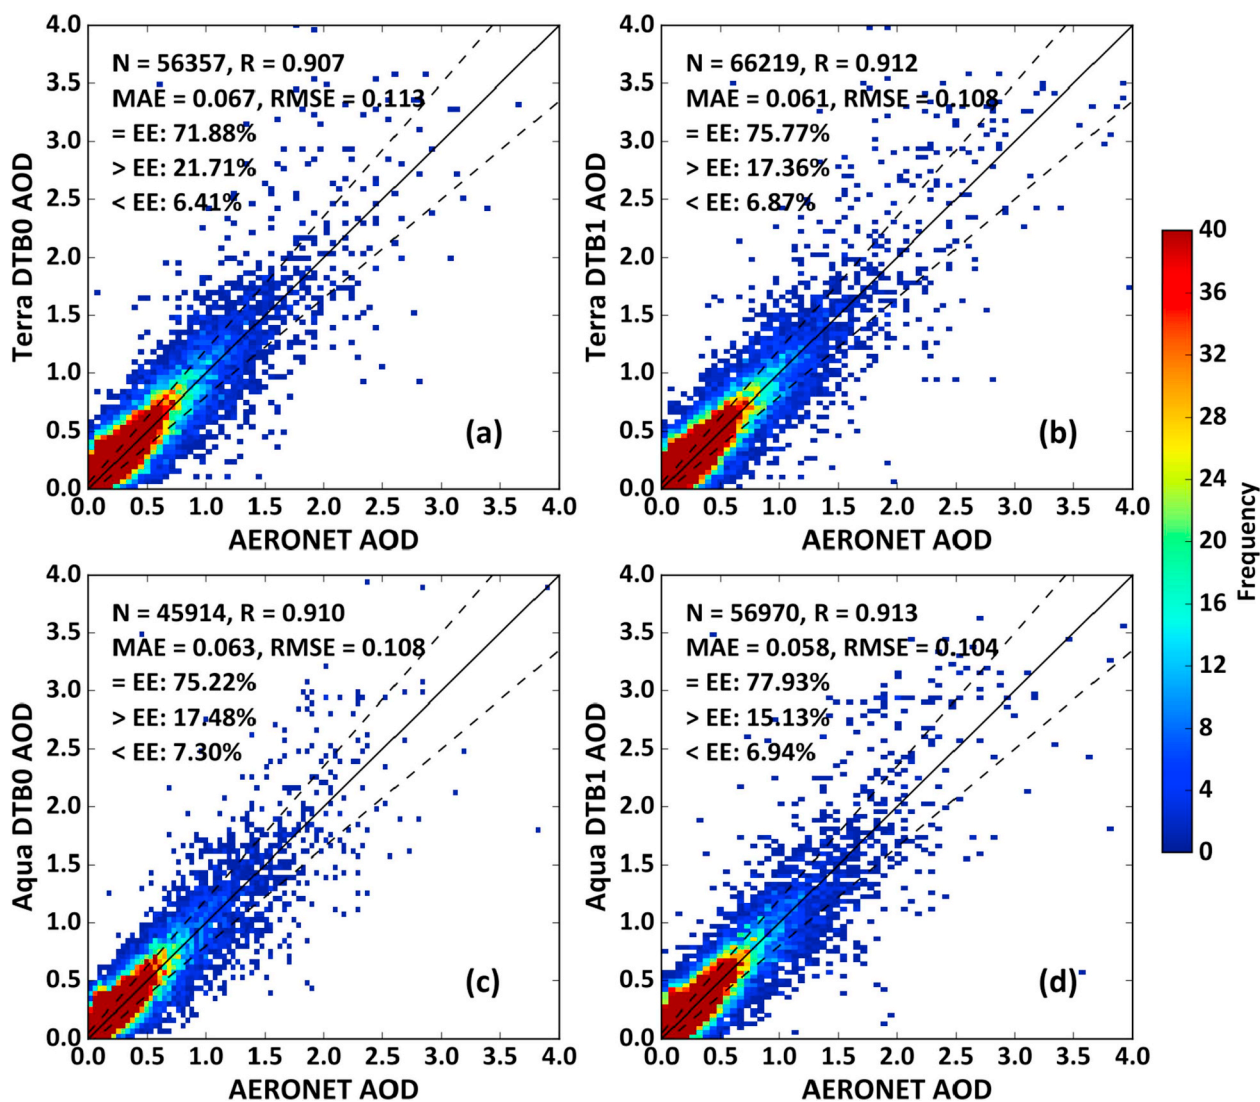 4.0
3.5
3.0
2.5
2.0
1.5
1.0
0.5
0.0
Terra DTB0 AOD
N = 56357, R = 0.907
MAE = 0.067, RMSE = 0.113
= EE: 71.88%
> EE: 21.71%
< EE: 6.41%
(a)
0.0 0.5 1.0 1.5 2.0 2.5 3.0 3.5 4.0
AERONET AOD
4.0
3.5
3.0
2.5
2.0
1.5
1.0
0.5
0.0
Terra DTB1 AOD
N = 66219, R = 0.912
MAE = 0.061, RMSE = 0.108
= EE: 75.77%
> EE: 17.36%
< EE: 6.87%
(b)
0.0 0.5 1.0 1.5 2.0 2.5 3.0 3.5 4.0
AERONET AOD
4.0
3.5
3.0
2.5
2.0
1.5
1.0
0.5
0.0
Aqua DTB0 AOD
N = 45914, R = 0.910
MAE = 0.063, RMSE = 0.108
= EE: 75.22%
> EE: 17.48%
< EE: 7.30%
(c)
0.0 0.5 1.0 1.5 2.0 2.5 3.0 3.5 4.0
AERONET AOD
4.0
3.5
3.0
2.5
2.0
1.5
1.0
0.5
0.0
Aqua DTB1 AOD
N = 56970, R = 0.913
MAE = 0.058, RMSE = 0.104
= EE: 77.93%
> EE: 15.13%
< EE: 6.94%
(d)
0.0 0.5 1.0 1.5 2.0 2.5 3.0 3.5 4.0
AERONET AOD
40
36
32
28
24
20
16
12
8
4
0
Frequency